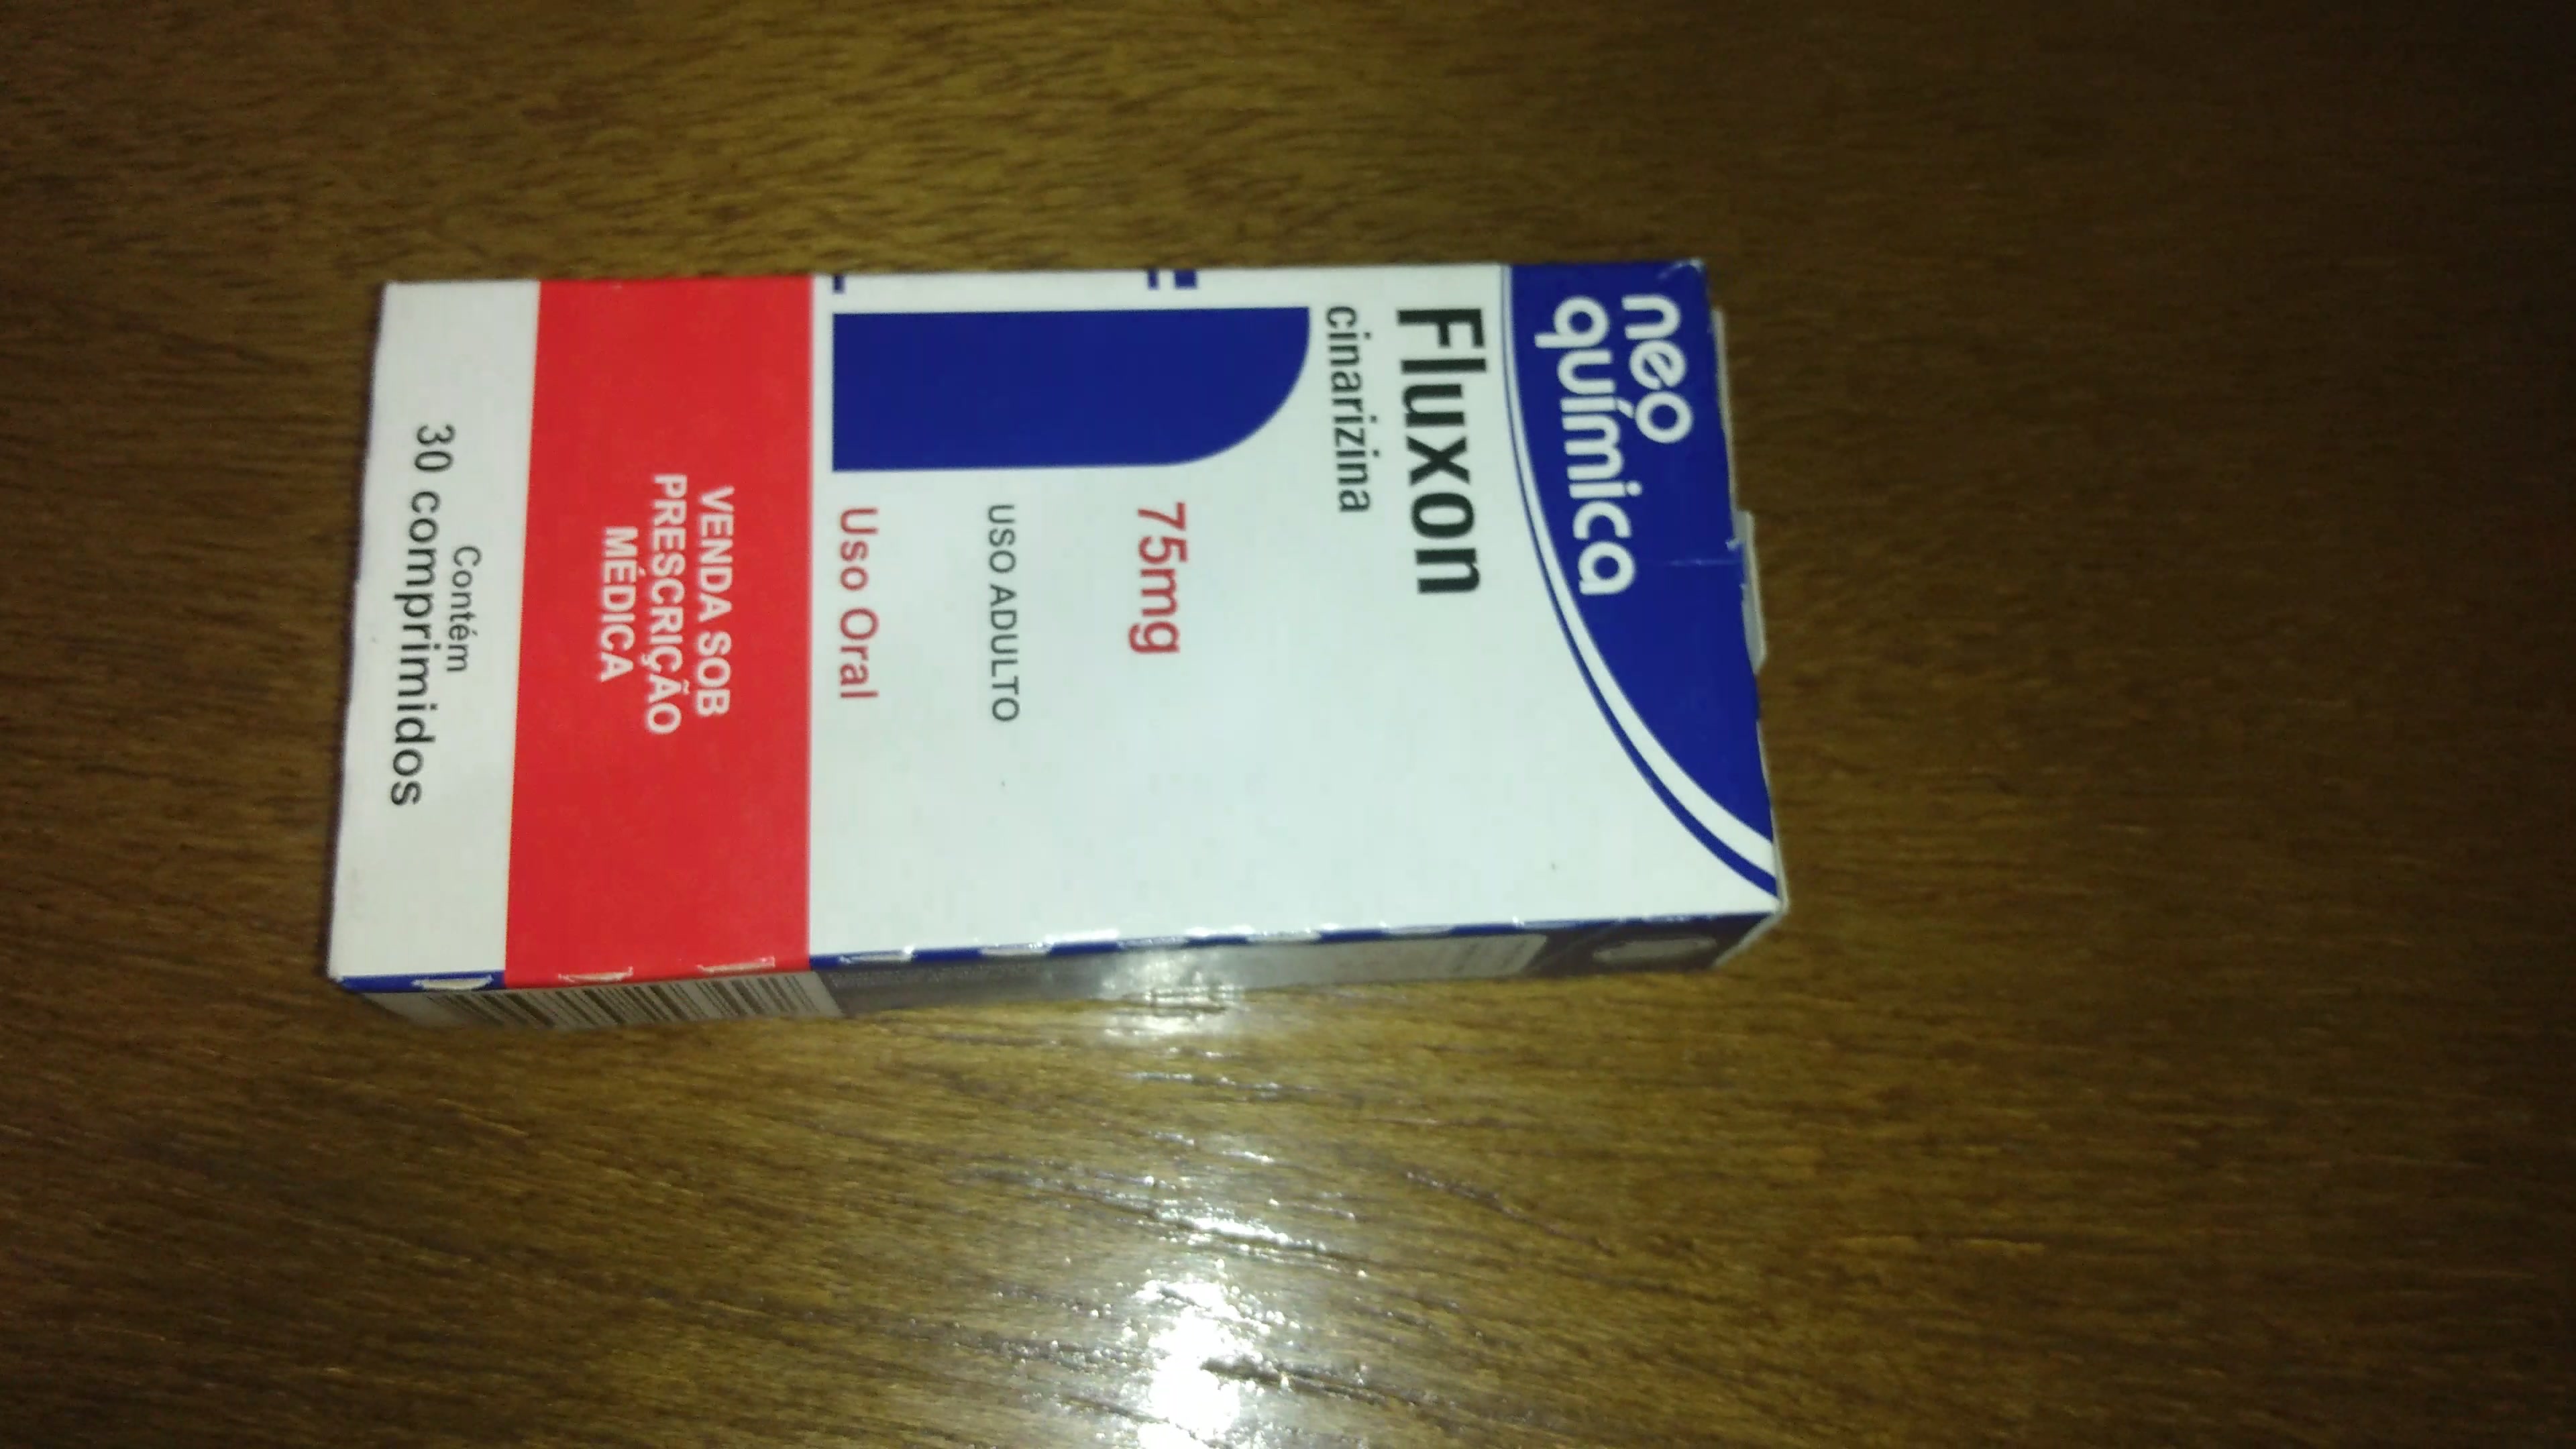 neo
química
Fluxon
cinarizina
75mg
USO ADULTO
Uso Oral
VENDA SOB
PRESCRIÇÃO
MÉDICA
Contém
30 comprimidos